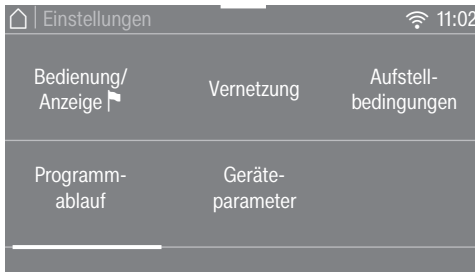 Einstellungen
11:02
Bedienung/
Anzeige
Vernetzung
Aufstell-
bedingungen
Programm-
ablauf
Geräte-
parameter